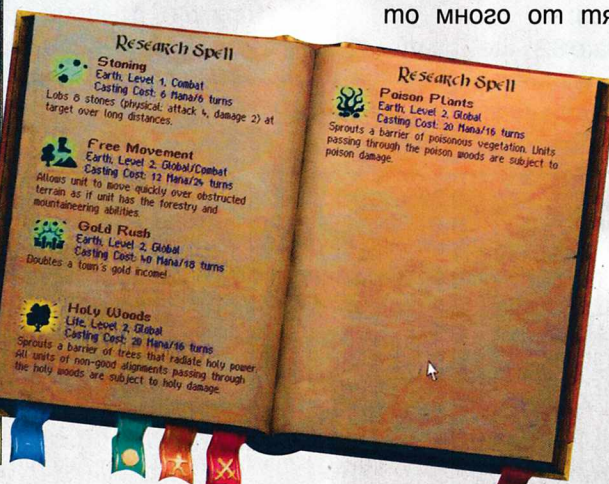 то много от тя
Research Spell
Stoning
Earth, Level 1, Combat
Casting Cost: 6 Mana/6 turns
Lobs 8 stones (physical: attack 4, damage 2) at
target over long distances.
Free Movement
Earth, Level 2, Global/Combat
Casting Cost: 12 Mana/24 turns
Allows unit to move quickly over obstructed
terrain as if unit has the forestry and
mountaineering abilities.
Gold Rush
Earth, Level 2, Global
Casting Cost: 40 Mana/18 turns
Doubles a town's gold income!
Holy Woods
Life, Level 2, Global
Casting Cost: 20 Mana/16 turns
Sprouts a barrier of trees that radiate holy power.
All units of non-good alignments passing through
the holy woods are subject to holy damage.
Research Spell
Poison Plants
Earth, Level 2, Global
Casting Cost: 20 Mana/16 turns
Sprouts a barrier of poisonous vegetation. Units
passing through the poison woods are subject to
poison damage.